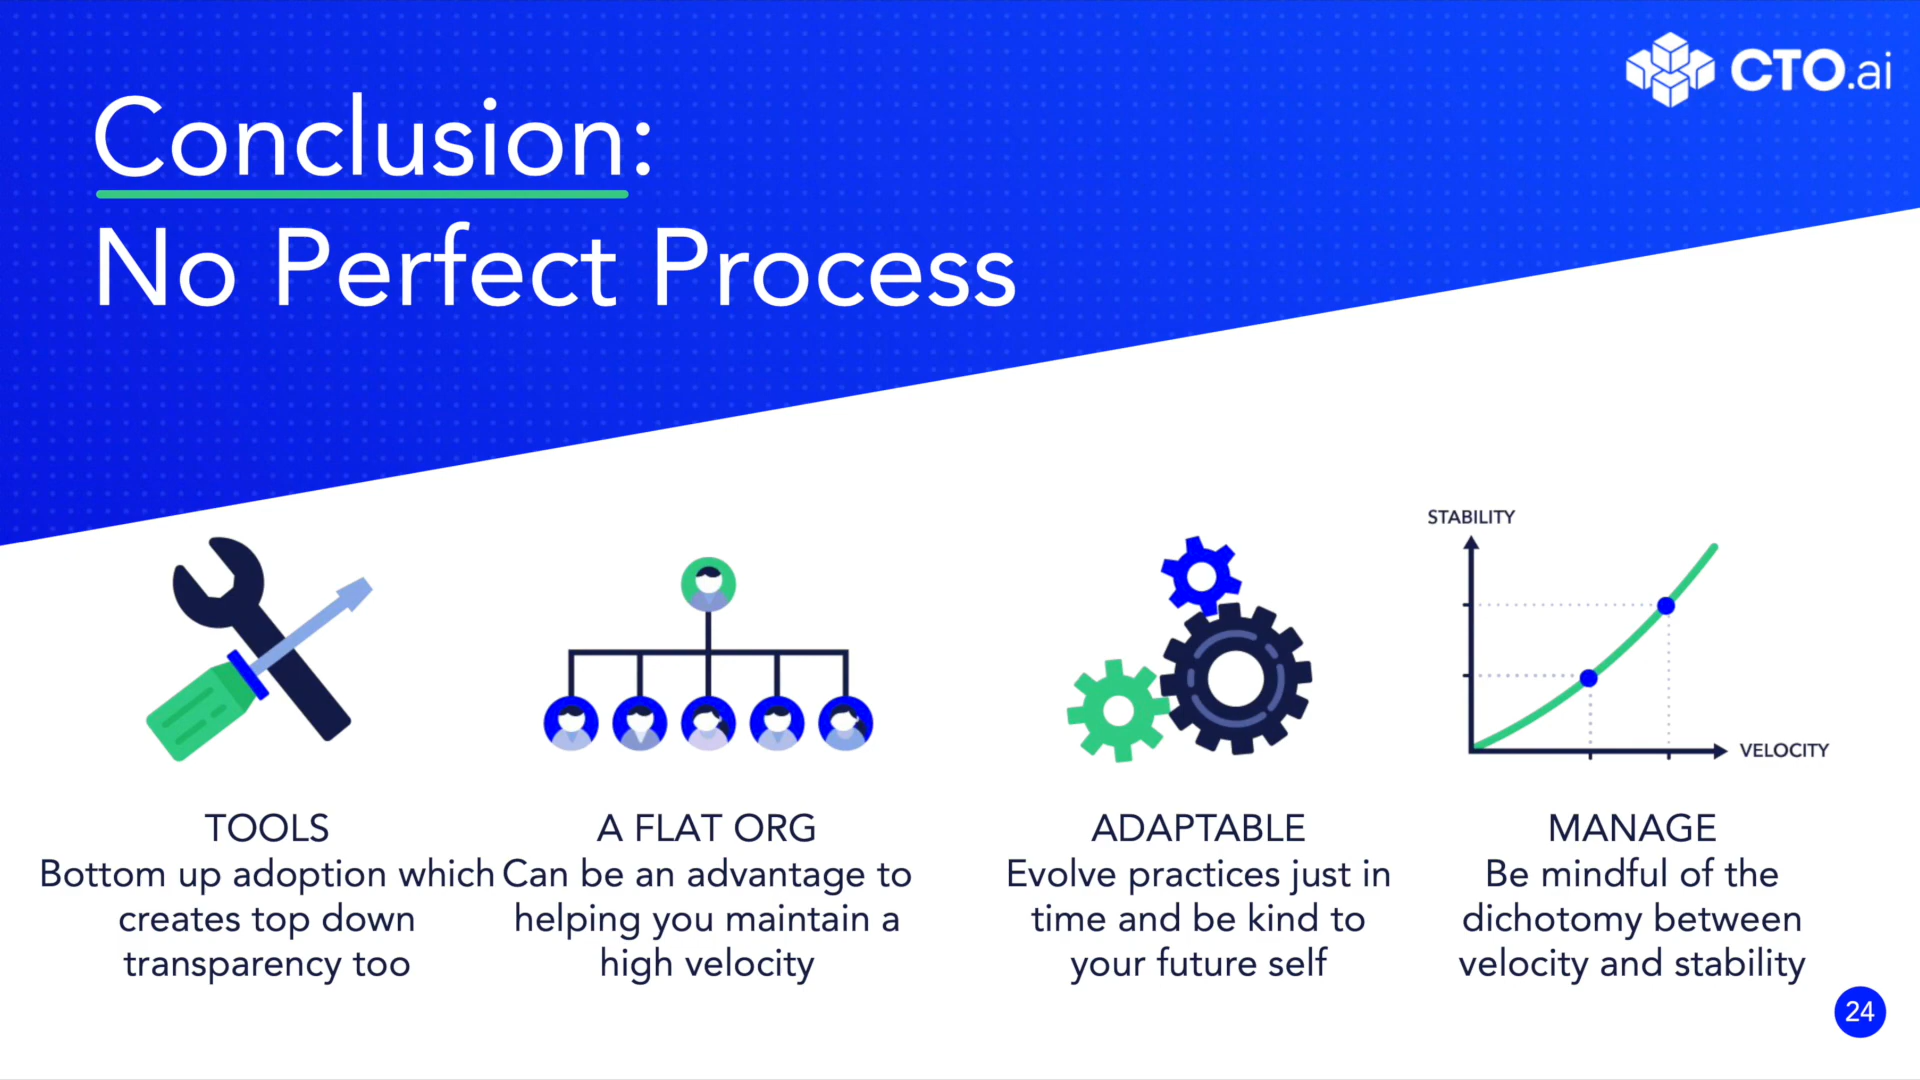 CTO.ai
Conclusion:
No Perfect Process
TOOLS
Bottom up adoption which
creates top down
transparency too
A FLAT ORG
Can be an advantage to
helping you maintain a
high velocity
ADAPTABLE
Evolve practices just in
time and be kind to
your future self
STABILITY
VELOCITY
MANAGE
Be mindful of the
dichotomy between
velocity and stability
24